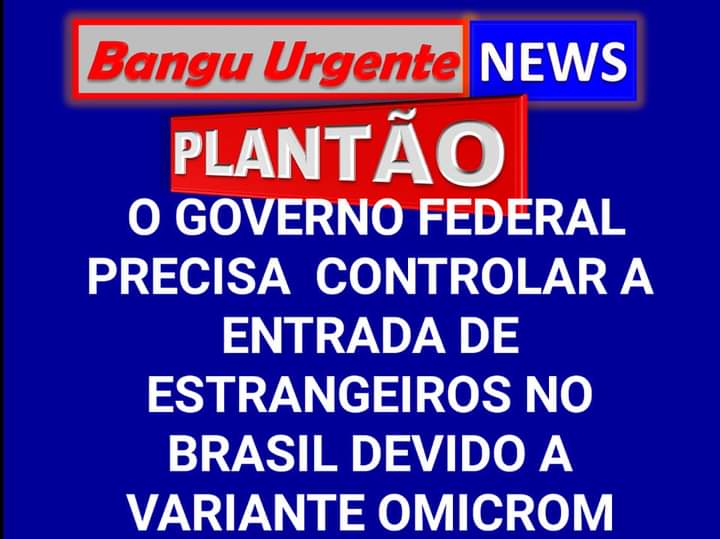 Bangu Urgente NEWS
PLANTÃO
O GOVERNO FEDERAL
PRECISA CONTROLAR A
ENTRADA DE
ESTRANGEIROS NO
BRASIL DEVIDO A
VARIANTE OMICROM